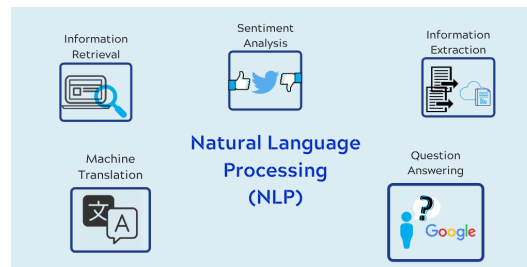 Information
Retrieval
Sentiment
Analysis
Information
Extraction
Natural Language
Processing
(NLP)
Machine
Translation
文
A
Question
Answering
?
Google